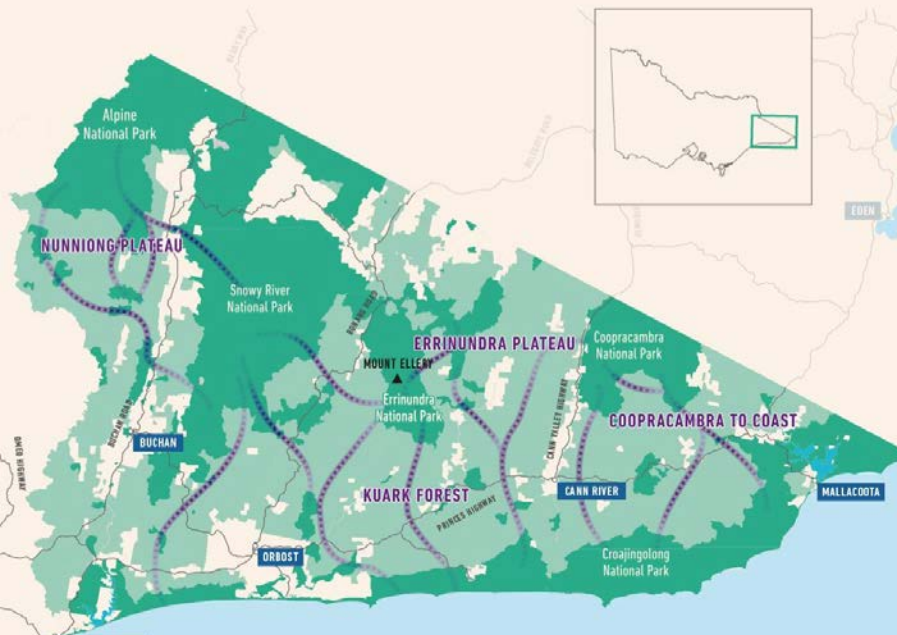 Alpine
National Park
EDEN
NUNNIONG PLATEAU
Snowy River
National Park
ERRINUNDRA PLATEAU
Coopracambra
National Park
MOUNT ELLERY
Errinundra
National Park
COOPRACAMBRA TO COAST
CANN VALLEY HIGHWAY
BUCHAN ROAD
BUCHAN
OMEO HIGHWAY
KUARK FOREST
PRINCES HIGHWAY
CANN RIVER
MALLACOOTA
ORBOST
Croajingolong
National Park